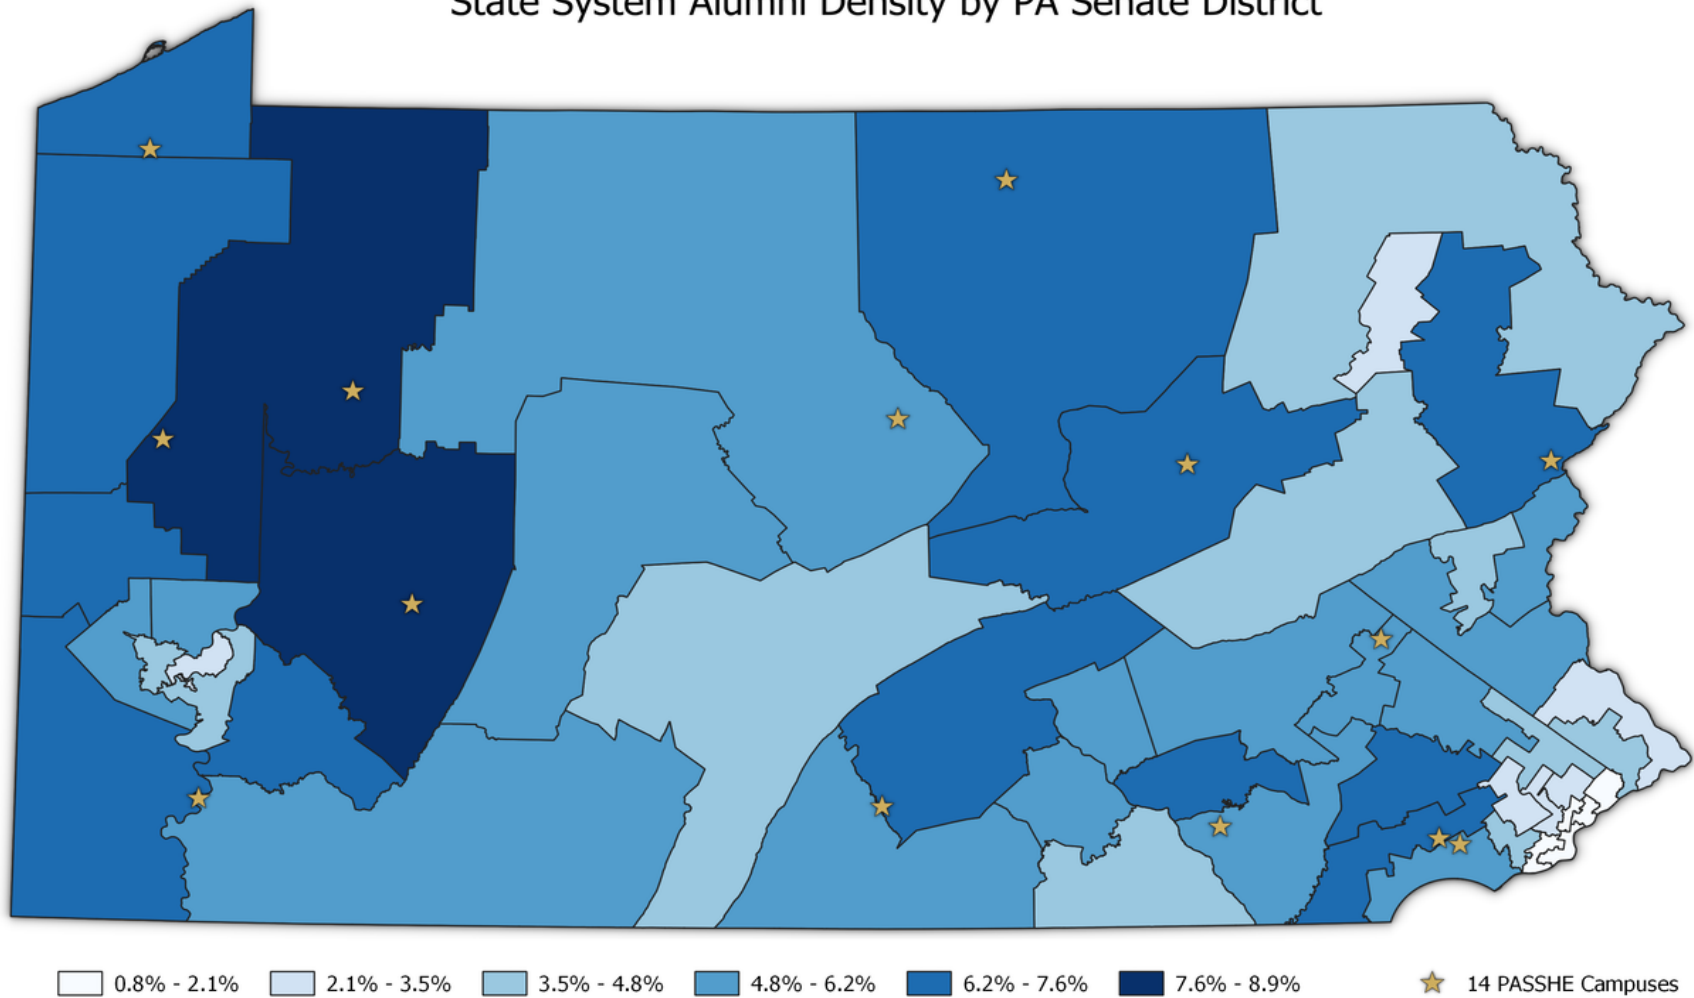 State System Alumni Density by PA Senate District
0.8% - 2.1% 2.1% - 3.5% 3.5% - 4.8% 4.8% - 6.2% 6.2% - 7.6% 7.6% - 8.9% 14 PASSHE Campuses